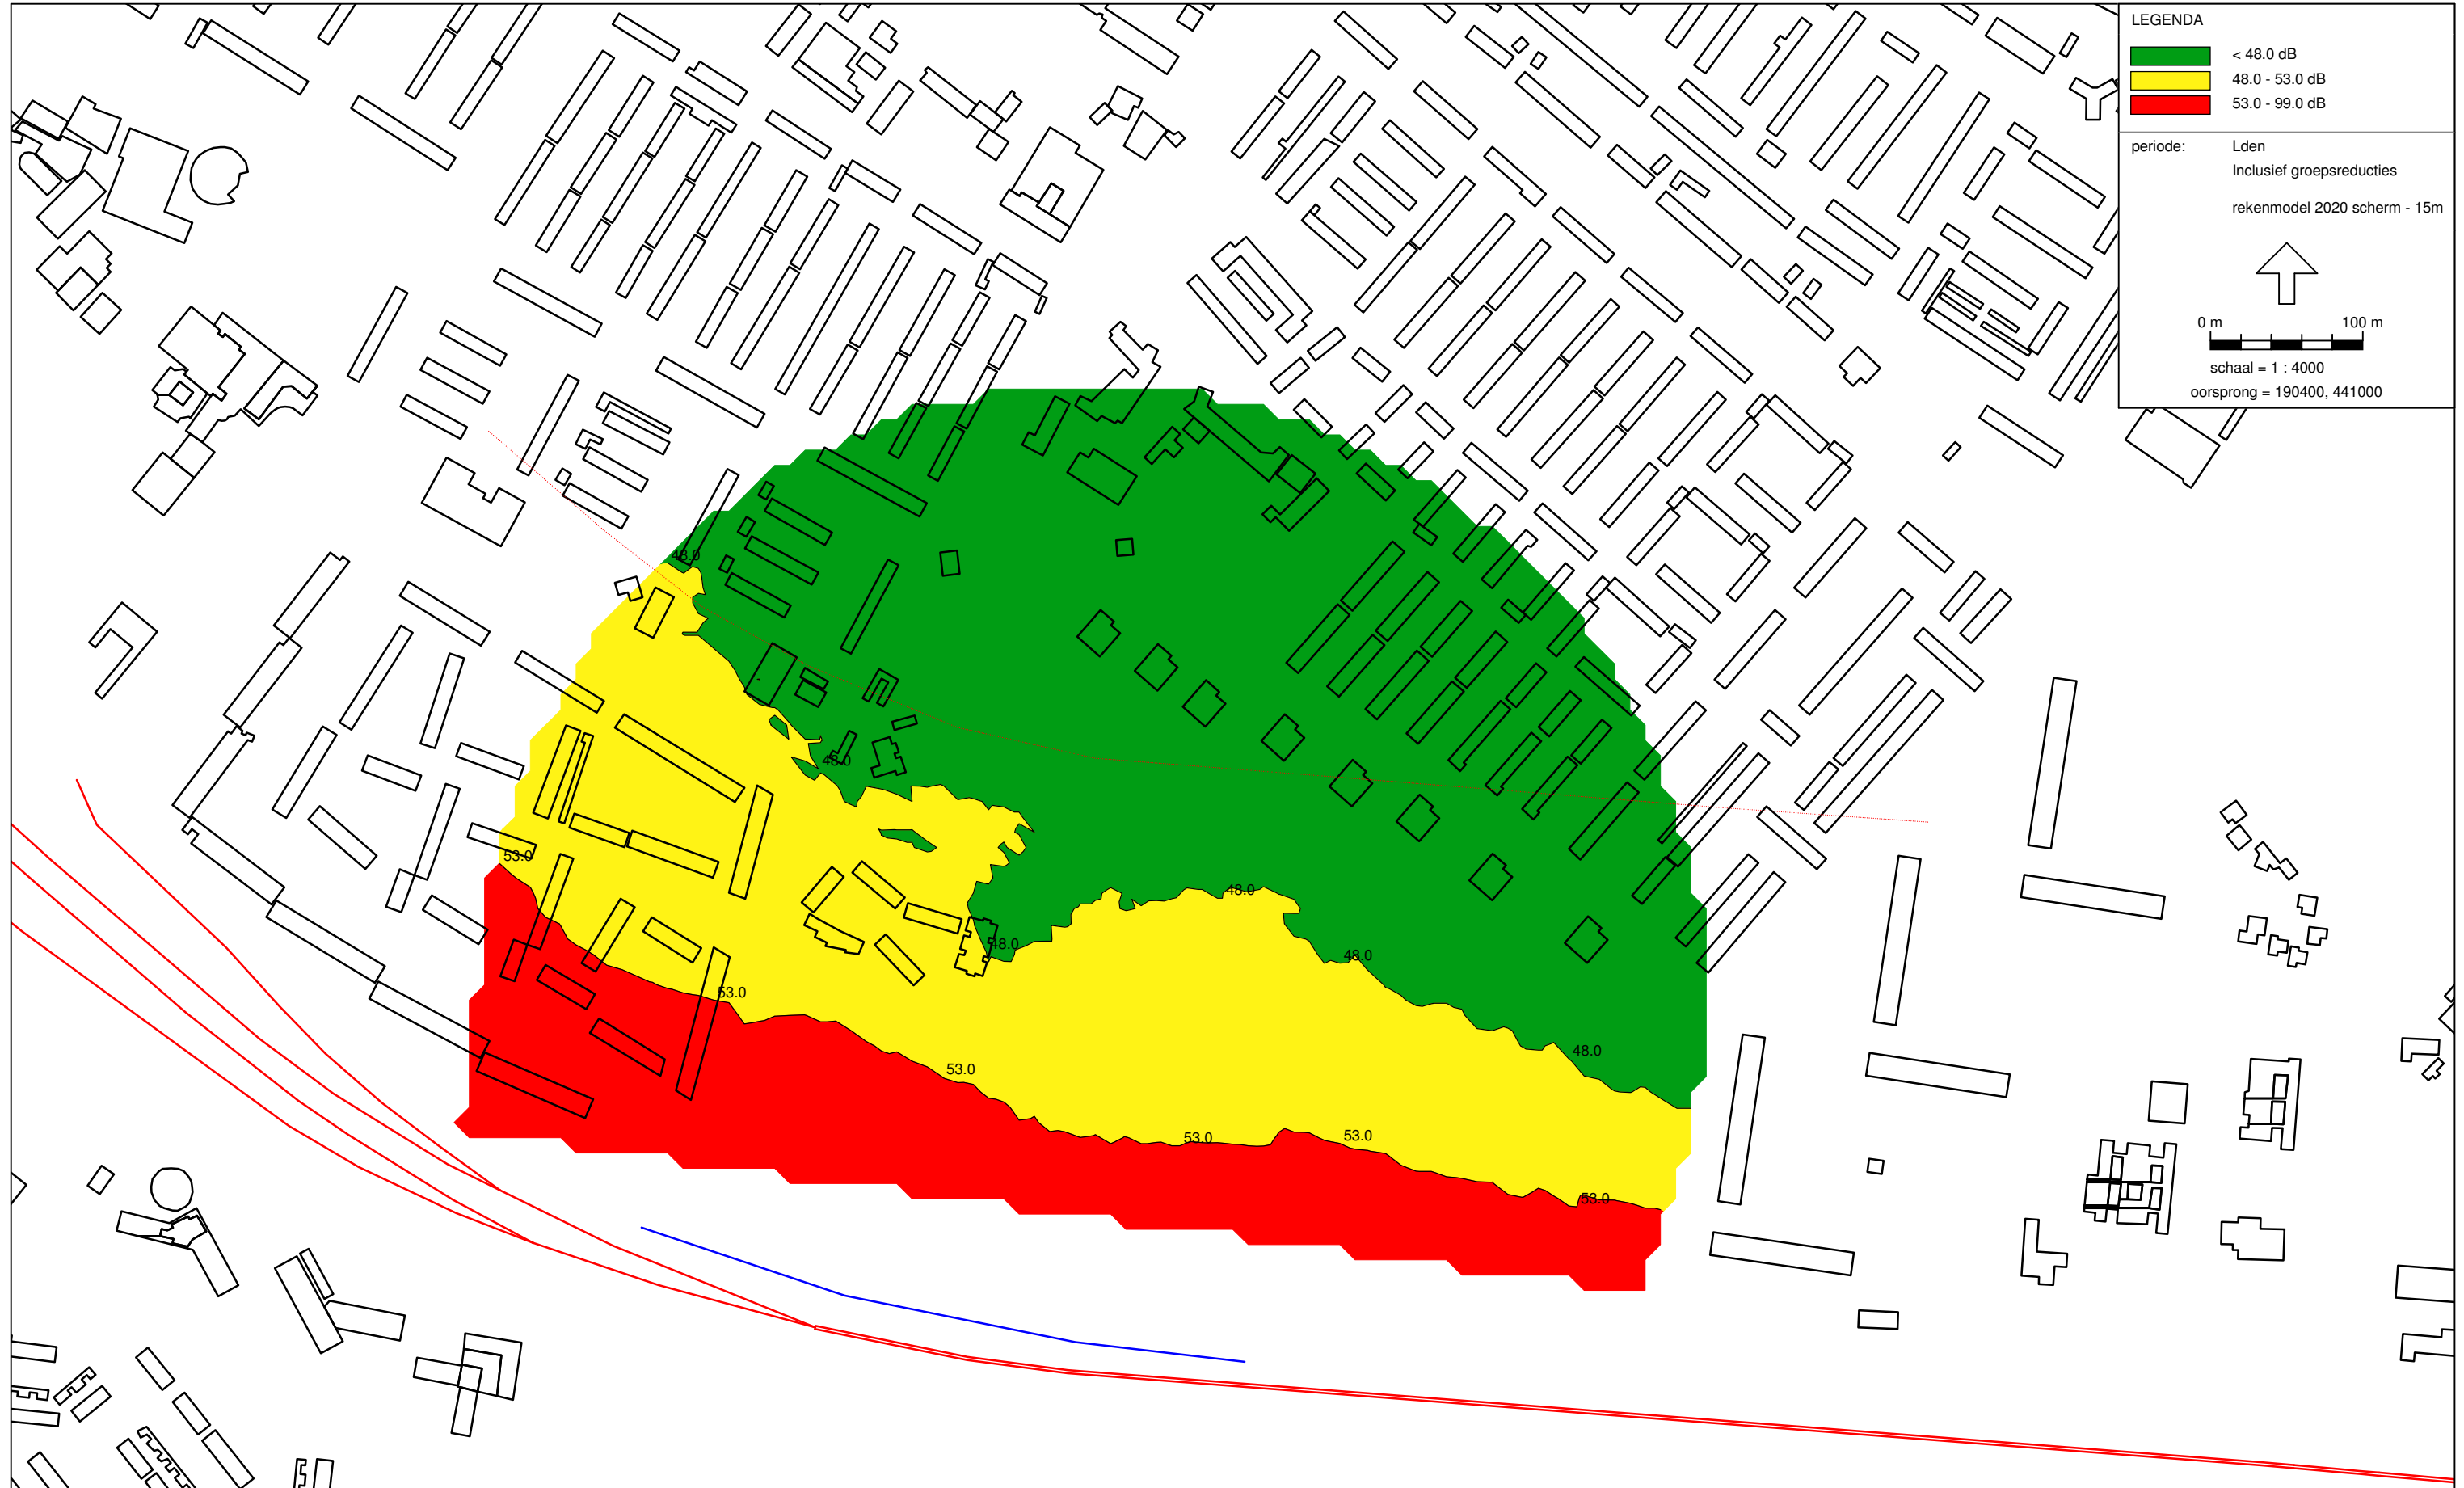 LEGENDA
< 48.0 dB
48.0 - 53.0 dB
53.0 - 99.0 dB
periode: Lden
Inclusief groepsreducties
rekenmodel 2020 scherm - 15m
0 m 100 m
schaal = 1 : 4000
oorsprong = 190400, 441000
48.0
48.0
53.0
48.0
48.0
48.0
53.0
48.0
53.0
53.0
53.0
53.0